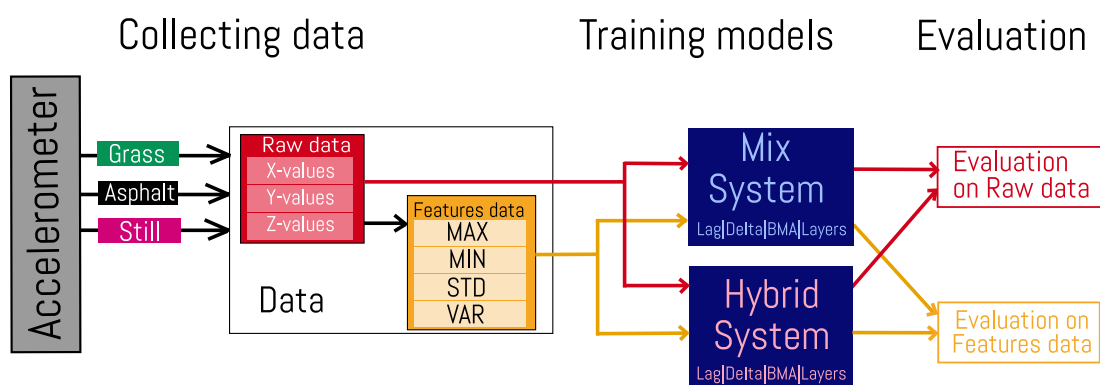 Collecting data
Training models
Evaluation
Accelerometer
Grass
Asphalt
Still
Raw data
X-values
Y-values
Z-values
Features data
MAX
MIN
STD
VAR
Data
Mix
System
Lag|Delta|BMA|Layers
Hybrid
System
Lag|Delta|BMA|Layers
Evaluation
on Raw data
Evaluation on
Features data